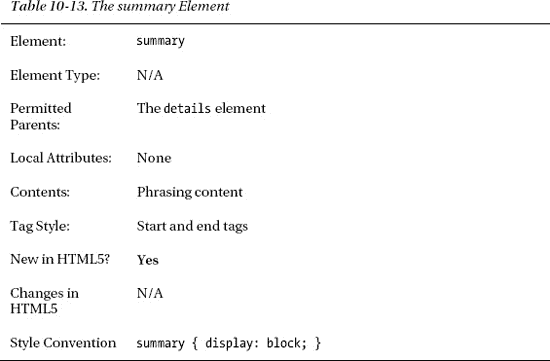 Table 10-13. The summary Element
Element: summary
Element Type: N/A
Permitted Parents: The details element
Local Attributes: None
Contents: Phrasing content
Tag Style: Start and end tags
New in HTML5? Yes
Changes in HTML5 N/A
Style Convention summary { display: block; }